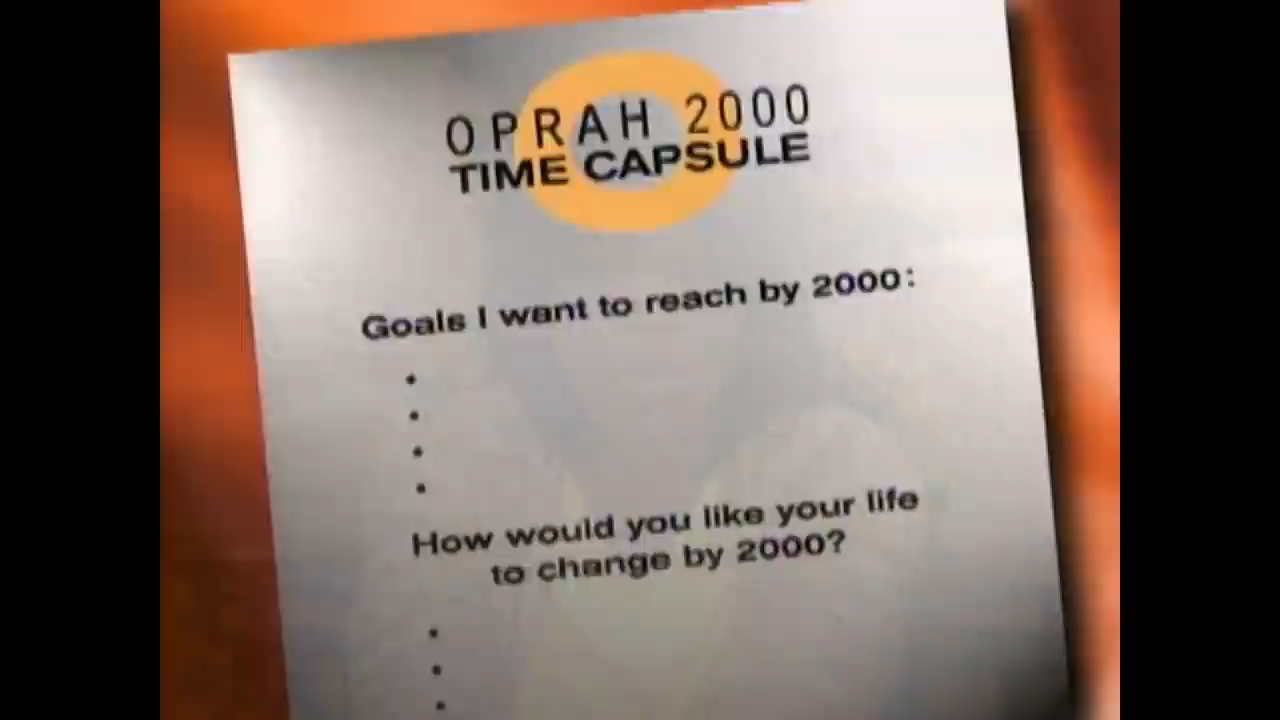 OPRAH 2000
TIME CAPSULE
Goals I want to reach by 2000:
•
•
•
•
How would you like your life
to change by 2000?
•
•
•